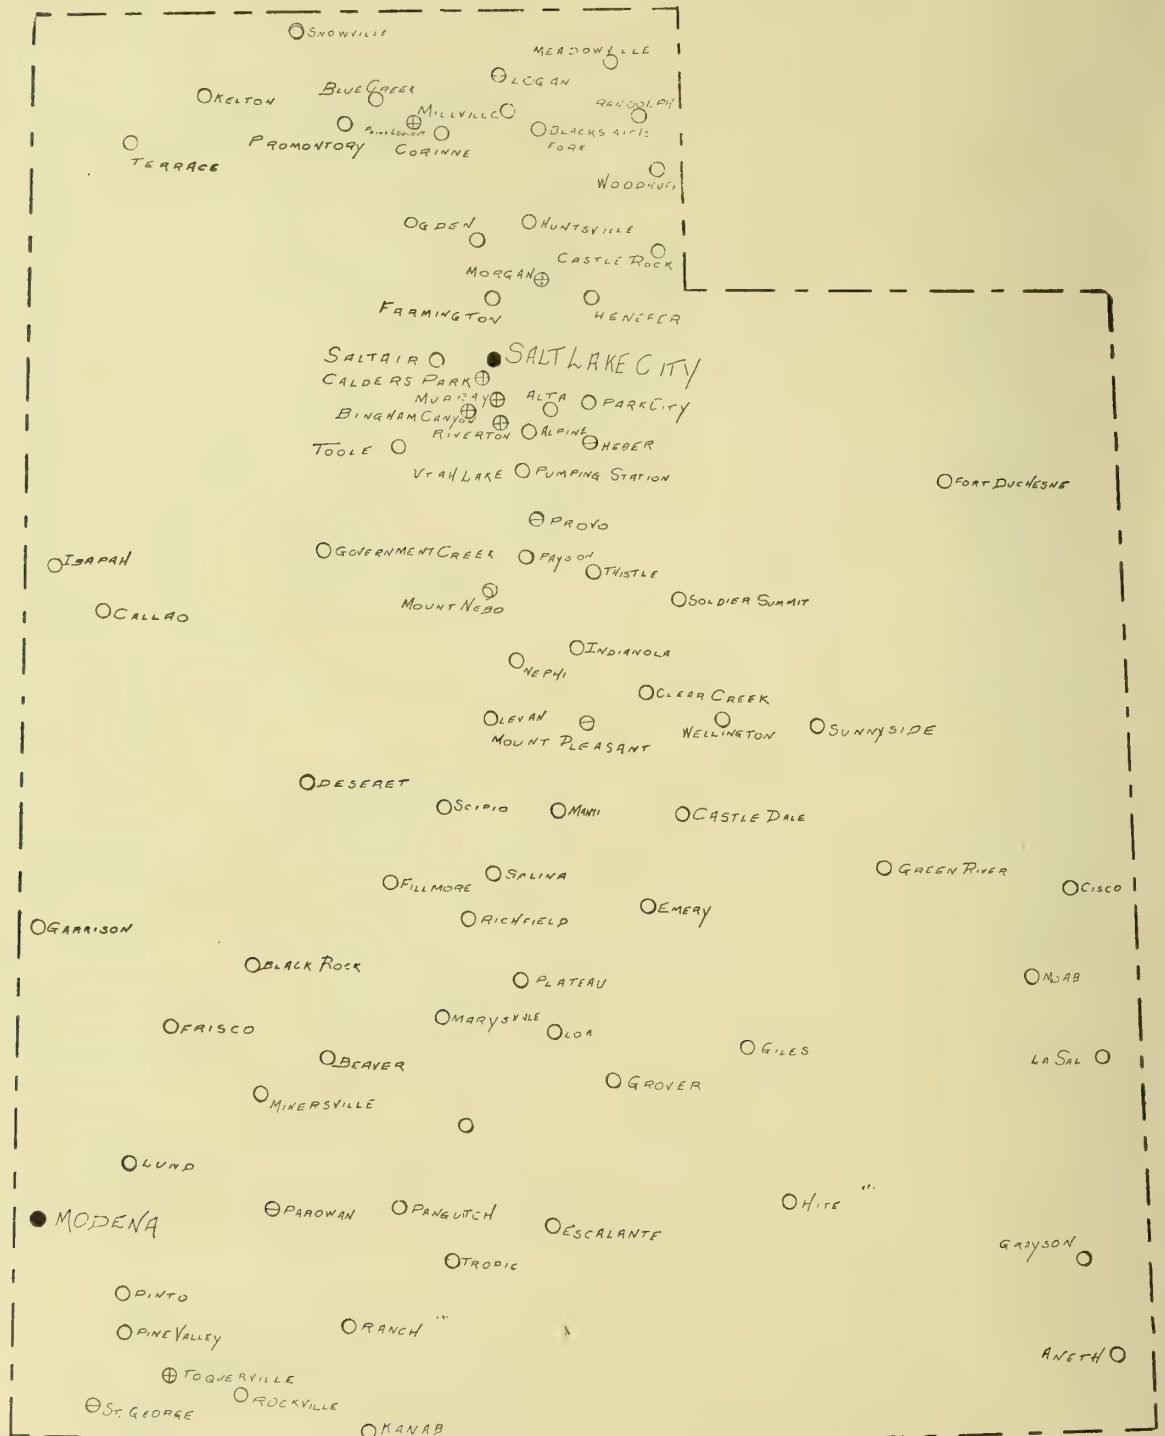 SNOWVILLE
MEADOWVILLE
LOGAN
BLUE CREEK
KELTON
RANDOLPH
MILLVILLE
POINT LOOKOUT
BLACKSMITH
FORK
PROMONTORY
CORINNE
TERRACE
WOODRUFF
OGDEN
HUNTSVILLE
CASTLE ROCK
MORGAN
FARMINGTON
HENEFER
SALTAIR
SALT LAKE CITY
CALDERS PARK
MURRAY
ALTA
PARK CITY
BINGHAM CANYON
RIVERTON
ALPINE
HEBER
TOOLE
UTAH LAKE PUMPING STATION
FORT DUCHESNE
PROVO
GOVERNMENT CREEK
PAYSON
IBAPAH
THISTLE
MOUNT NEBO
SOLDIER SUMMIT
CALLAO
INDIANOLA
NEPHI
CLEAR CREEK
LEVAN
WELLINGTON
SUNNYSIDE
MOUNT PLEASANT
DESERET
SCIPIO
MANTI
CASTLE DALE
GREEN RIVER
SALINA
FILLMORE
CISCO
EMERY
RICHFIELD
GARRISON
BLACK ROCK
PLATEAU
MOAB
MARYSVALE
FRISCO
LOA
GILES
LA SAL
BEAVER
GROVER
MINERSVILLE
LUND
HITE
PAROWAN
PANGUITCH
MODENA
ESCALANTE
GRAYSON
TROPIC
PINTO
RANCH
PINE VALLEY
ANETH
TOQUERVILLE
ROCKVILLE
ST. GEORGE
KANAB